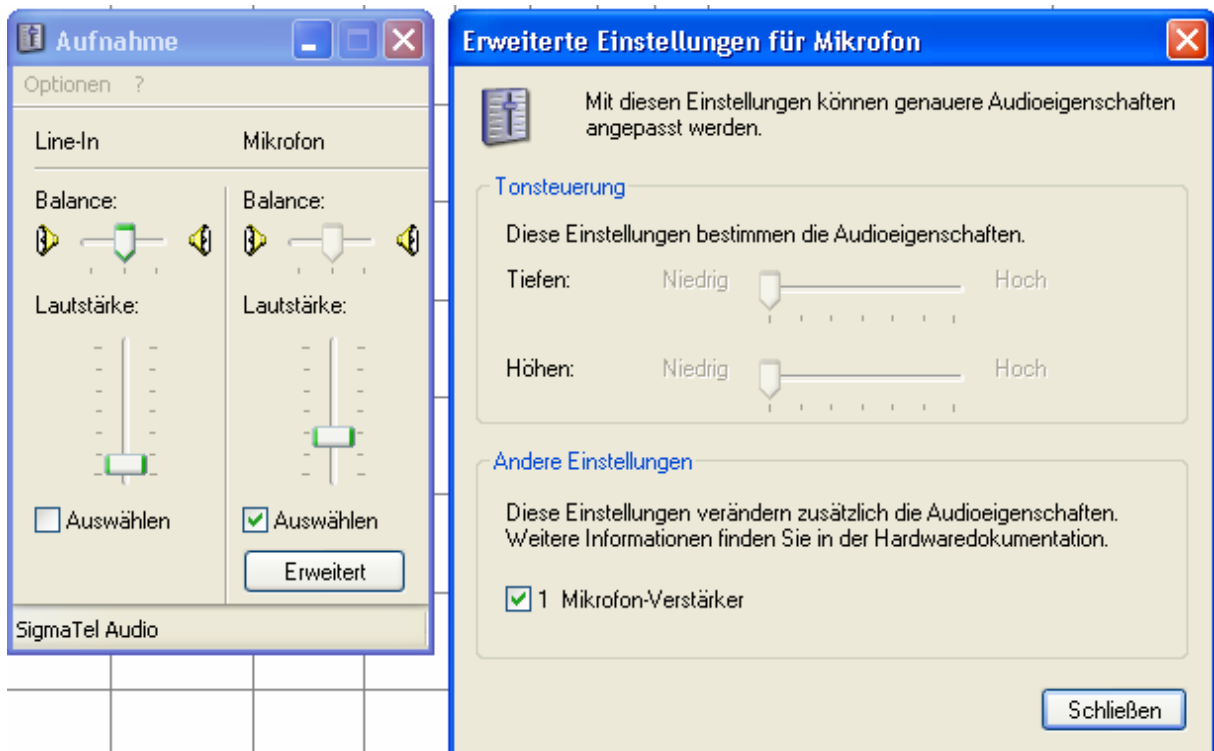 Aufnahme
Optionen ?
Line-In Mikrofon
Balance: Balance:
Lautstärke: Lautstärke:
Auswählen Auswählen
Erweitert
SigmaTel Audio
Erweiterte Einstellungen für Mikrofon
Mit diesen Einstellungen können genauere Audioeigenschaften
angepasst werden.
Tonsteuerung
Diese Einstellungen bestimmen die Audioeigenschaften.
Tiefen: Niedrig Hoch
Höhen: Niedrig Hoch
Andere Einstellungen
Diese Einstellungen verändern zusätzlich die Audioeigenschaften.
Weitere Informationen finden Sie in der Hardwaredokumentation.
1 Mikrofon-Verstärker
Schließen